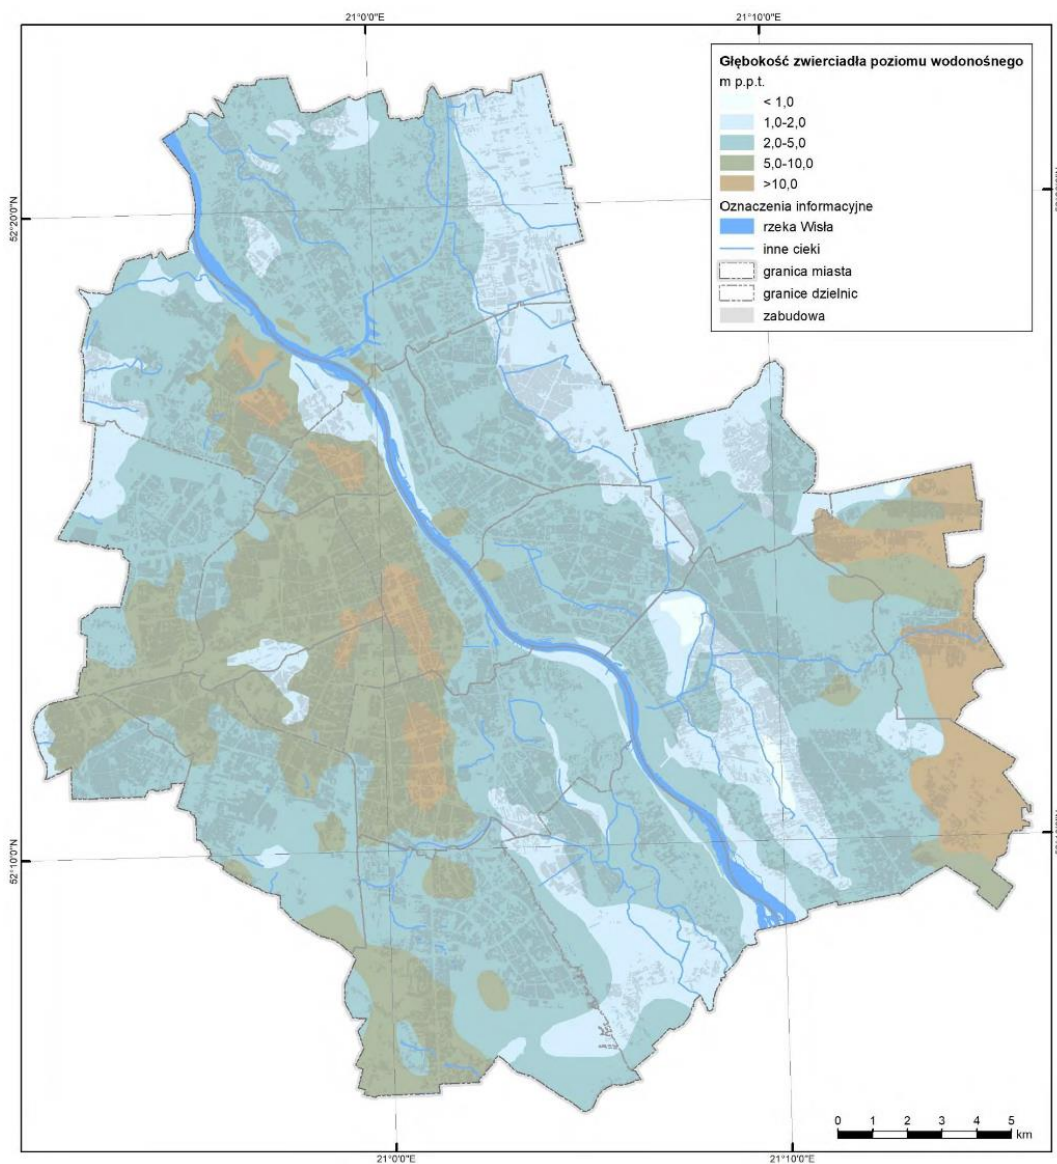 21°0'0"E
21°10'0"E
Głębokość zwierciadła poziomu wodonośnego
m p.p.t.
< 1,0
1,0-2,0
2,0-5,0
5,0-10,0
>10,0
Oznaczenia informacyjne
rzeka Wisła
inne cieki
granica miasta
granice dzielnic
zabudowa
52°20'0"N
52°10'0"N
0 1 2 3 4 5
km
21°0'0"E
21°10'0"E